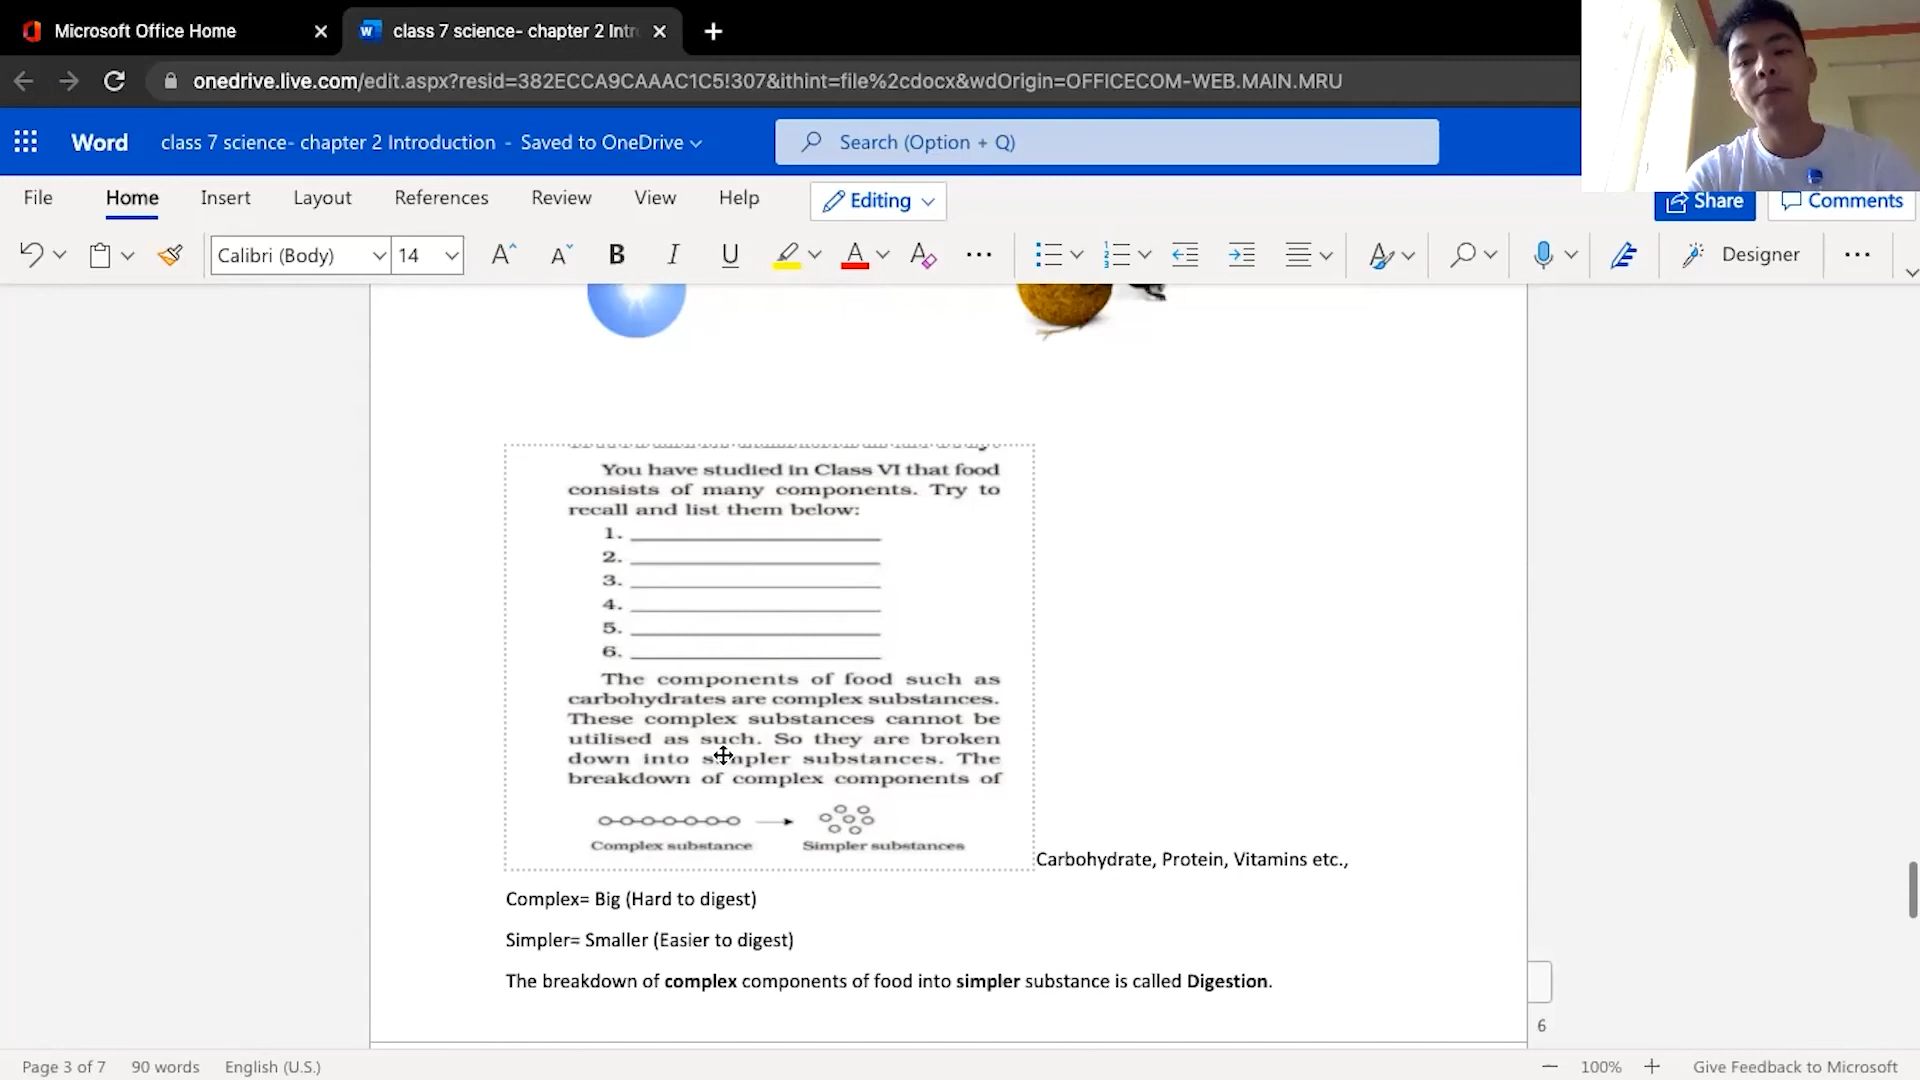 Microsoft Office Home
class 7 science- chapter 2 Intr
onedrive.live.com/edit.aspx?resid=382ECCA9CAAAC1C5!307&ithint=file%2cdocx&wdOrigin=OFFICECOM-WEB.MAIN.MRU
Word class 7 science- chapter 2 Introduction - Saved to OneDrive Search (Option + Q)
File Home Insert Layout References Review View Help Editing Share Comments
Calibri (Body) 14 B I U A Designer
You have studied in Class VI that food
consists of many components. Try to
recall and list them below:
1.
2.
3.
4.
5.
6.
The components of food such as
carbohydrates are complex substances.
These complex substances cannot be
utilised as such. So they are broken
down into simpler substances. The
breakdown of complex components of
Complex substance Simpler substances
Carbohydrate, Protein, Vitamins etc.,
Complex= Big (Hard to digest)
Simpler= Smaller (Easier to digest)
The breakdown of complex components of food into simpler substance is called Digestion.
6
Page 3 of 7 90 words English (U.S.) 100% Give Feedback to Microsoft